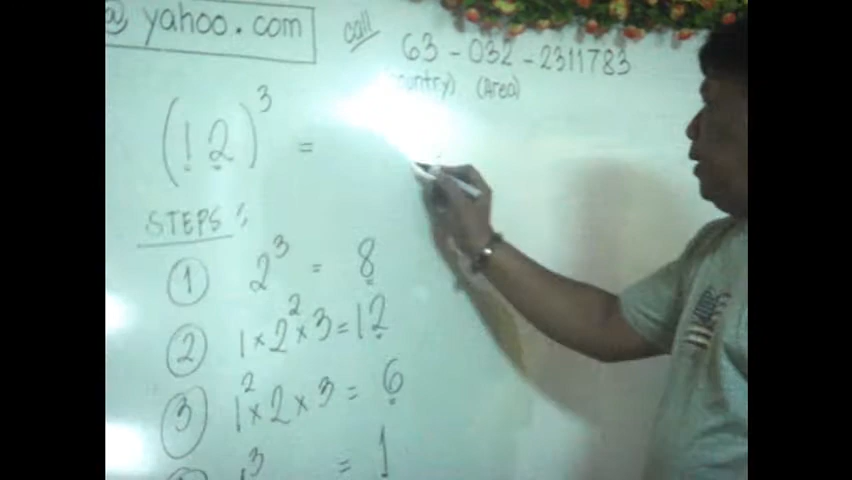 @ yahoo.com
call
63 - 032 - 2311783
(Area)
(12)³ =
STEPS:
① 2³ = 8
② 1 × 2² × 3 = 12
③ 1² × 2 × 3 = 6
1³ = 1